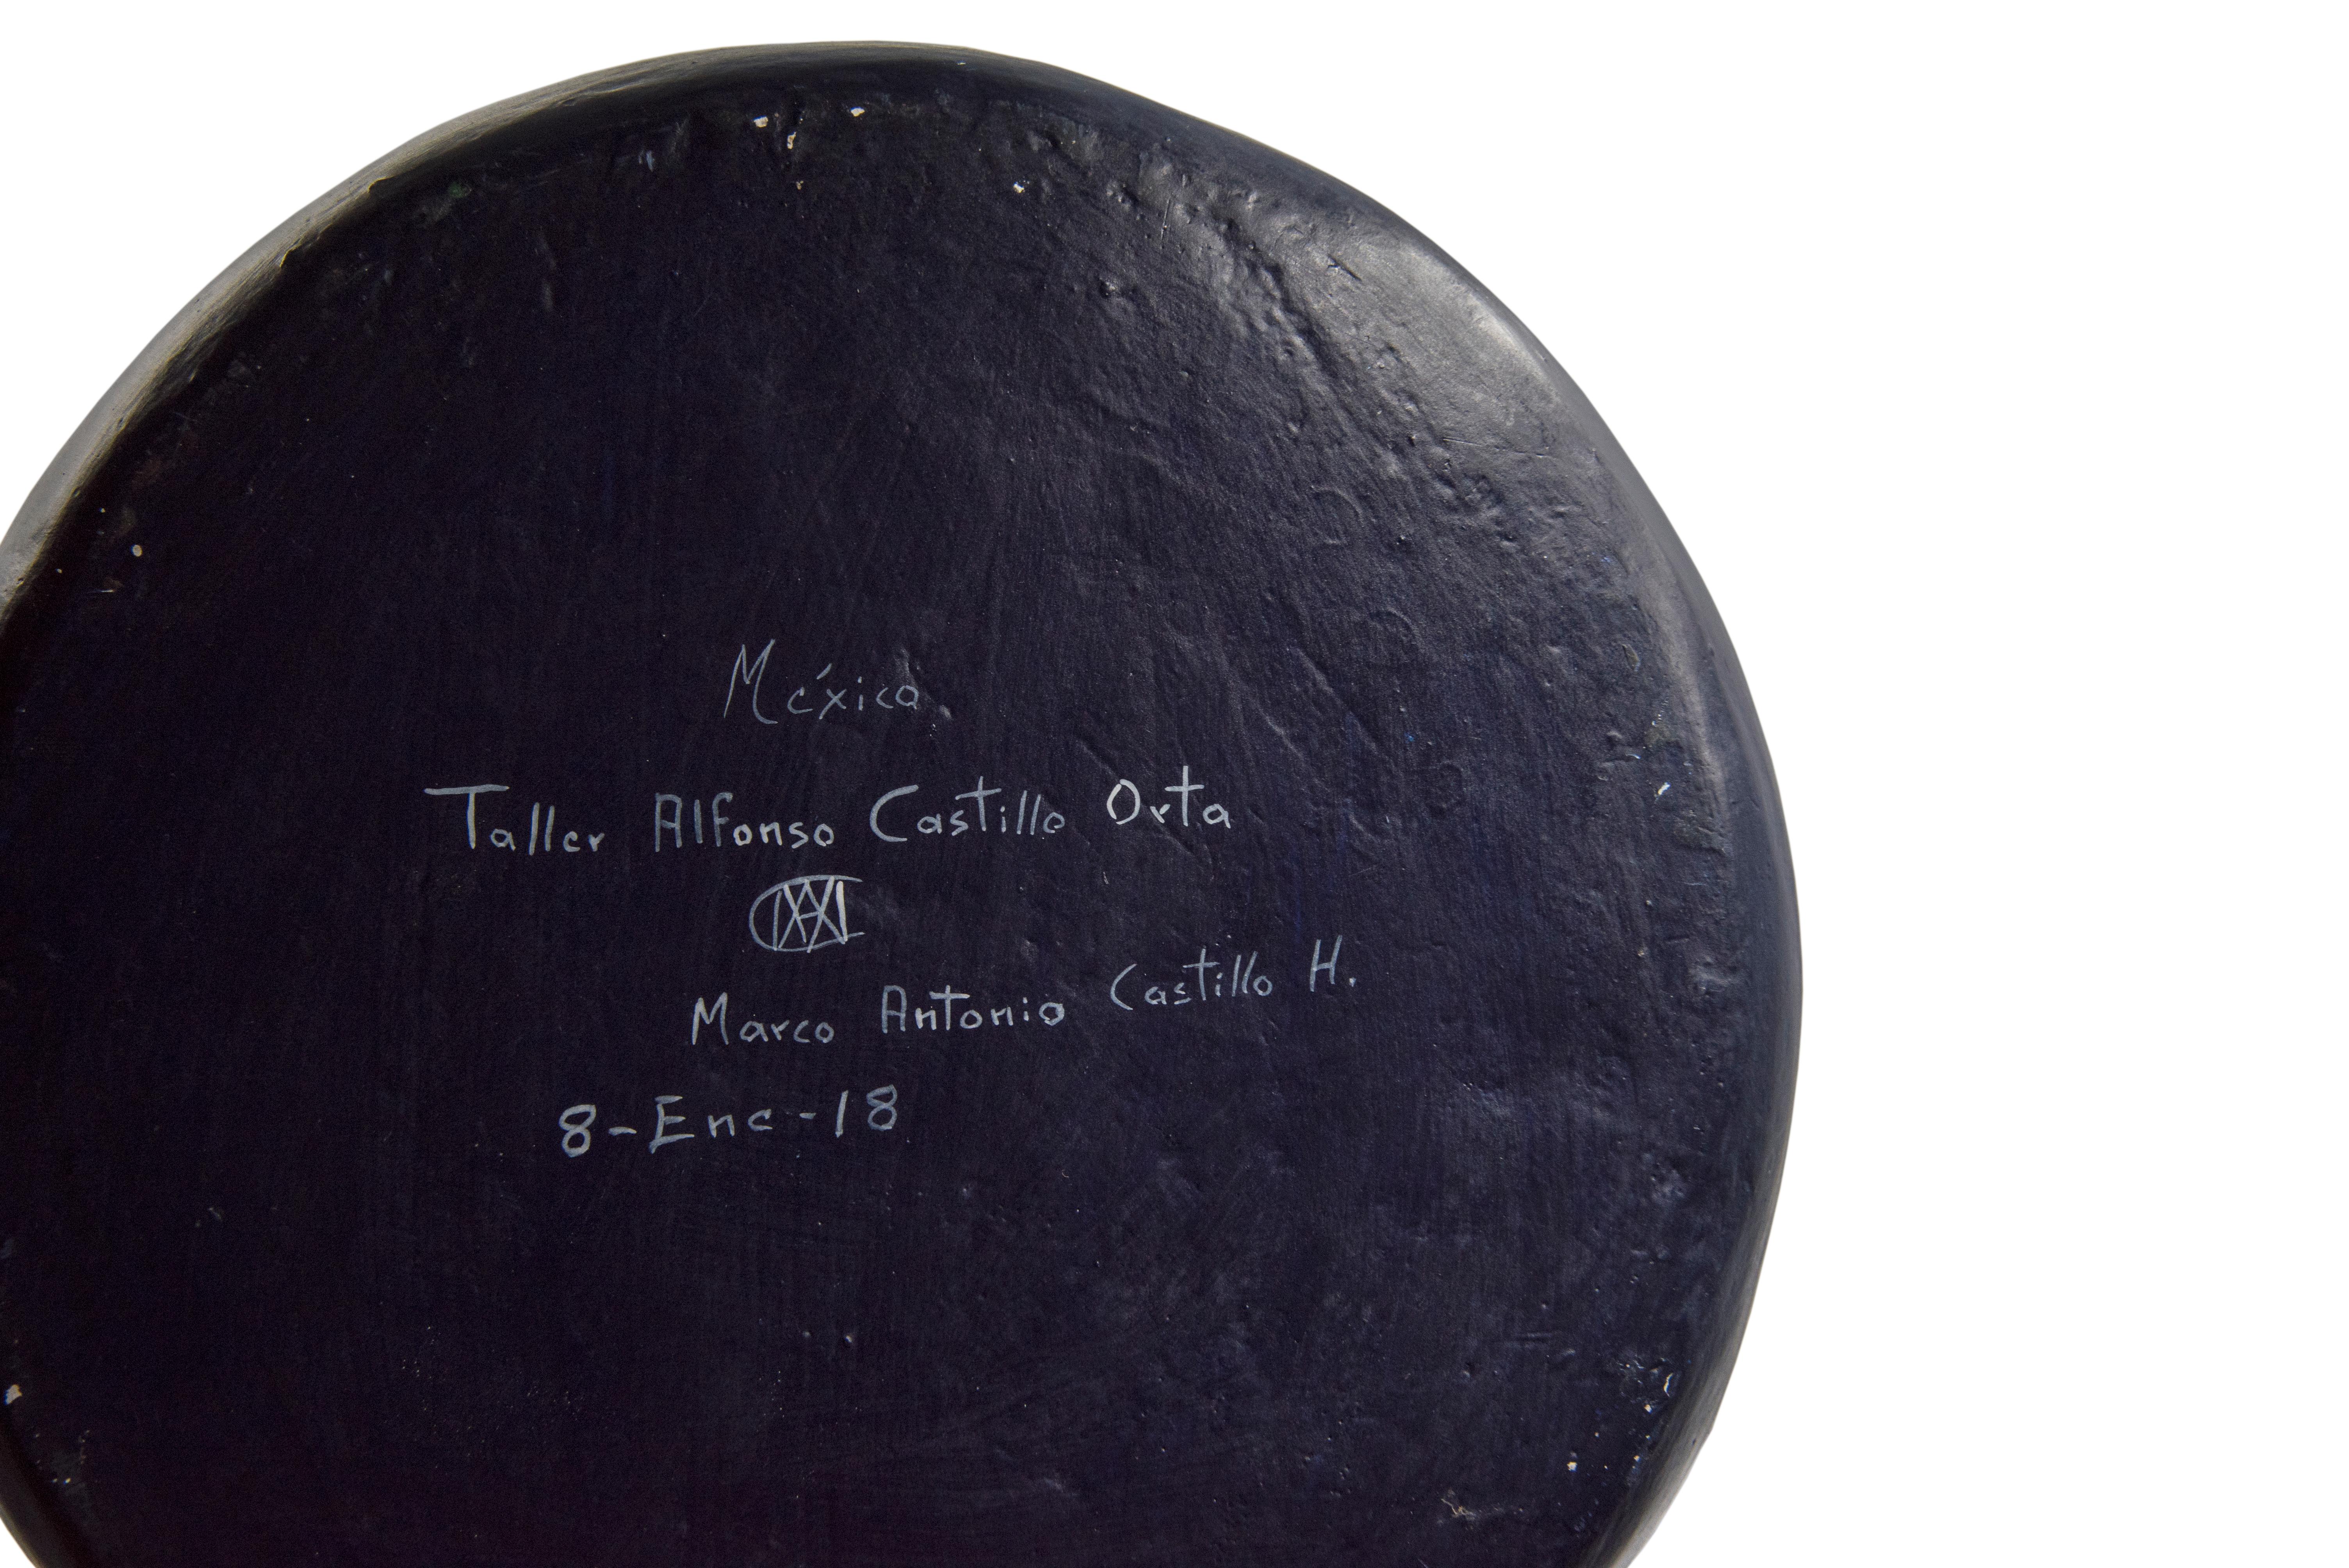 México
Taller Alfonso Castillo Orta
Marco Antonio Castillo H.
8-Ene-18